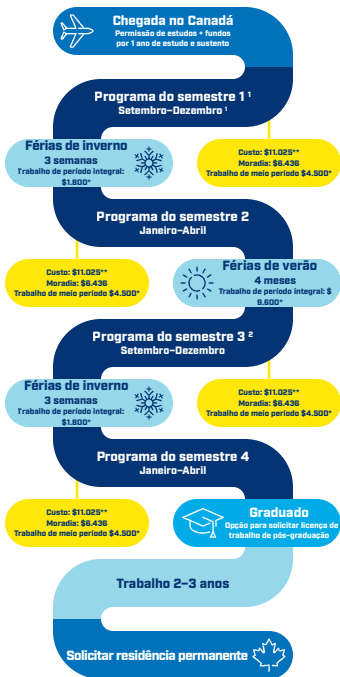 Chegada no Canadá
Permissão de estudos + fundos
por 1 ano de estudo e sustento
Programa do semestre 1 ¹
Setembro-Dezembro ¹
Férias de inverno
3 semanas
Trabalho de período integral:
$1.800*
Custo: $11.025**
Moradia: $6.436
Trabalho de meio período $4.500*
Programa do semestre 2
Janeiro-Abril
Custo: $11.025**
Moradia: $6.436
Trabalho de meio período $4.500*
Férias de verão
4 meses
Trabalho de período integral: $
9.600*
Programa do semestre 3 ²
Setembro-Dezembro
Férias de inverno
3 semanas
Trabalho de período integral:
$1.800*
Custo: $11.025**
Moradia: $6.436
Trabalho de meio período $4.500*
Programa do semestre 4
Janeiro-Abril
Custo: $11.025**
Moradia: $6.436
Trabalho de meio período $4.500*
Graduado
Opção para solicitar licença de
trabalho de pós-graduação
Trabalho 2-3 anos
Solicitar residência permanente